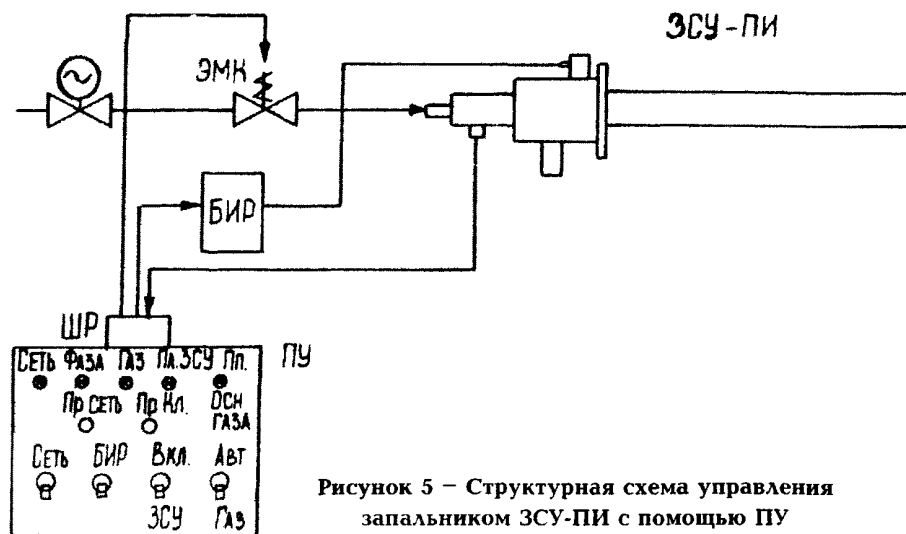 ЗСУ-ПИ
ЭМК
БИР
ШР
ПУ
СЕТЬ ФАЗА ГАЗ ПЛ.ЗСУ ПЛ.
Пр СЕТЬ Пр КЛ. ОСН
ГАЗА
СЕТЬ БИР ВКЛ. АВТ
ЗСУ ГАЗ
Рисунок 5 − Структурная схема управления
запальником ЗСУ-ПИ с помощью ПУ